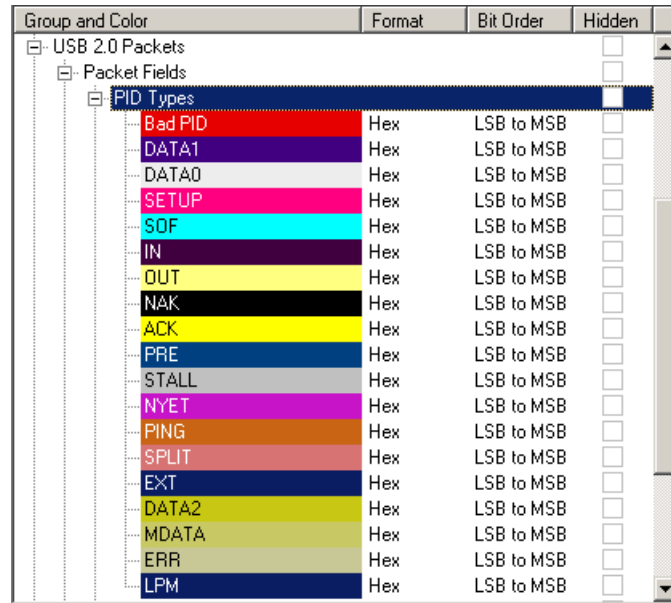 Group and Color Format Bit Order Hidden
USB 2.0 Packets
Packet Fields
PID Types
Bad PID Hex LSB to MSB
DATA1 Hex LSB to MSB
DATA0 Hex LSB to MSB
SETUP Hex LSB to MSB
SOF Hex LSB to MSB
IN Hex LSB to MSB
OUT Hex LSB to MSB
NAK Hex LSB to MSB
ACK Hex LSB to MSB
PRE Hex LSB to MSB
STALL Hex LSB to MSB
NYET Hex LSB to MSB
PING Hex LSB to MSB
SPLIT Hex LSB to MSB
EXT Hex LSB to MSB
DATA2 Hex LSB to MSB
MDATA Hex LSB to MSB
ERR Hex LSB to MSB
LPM Hex LSB to MSB